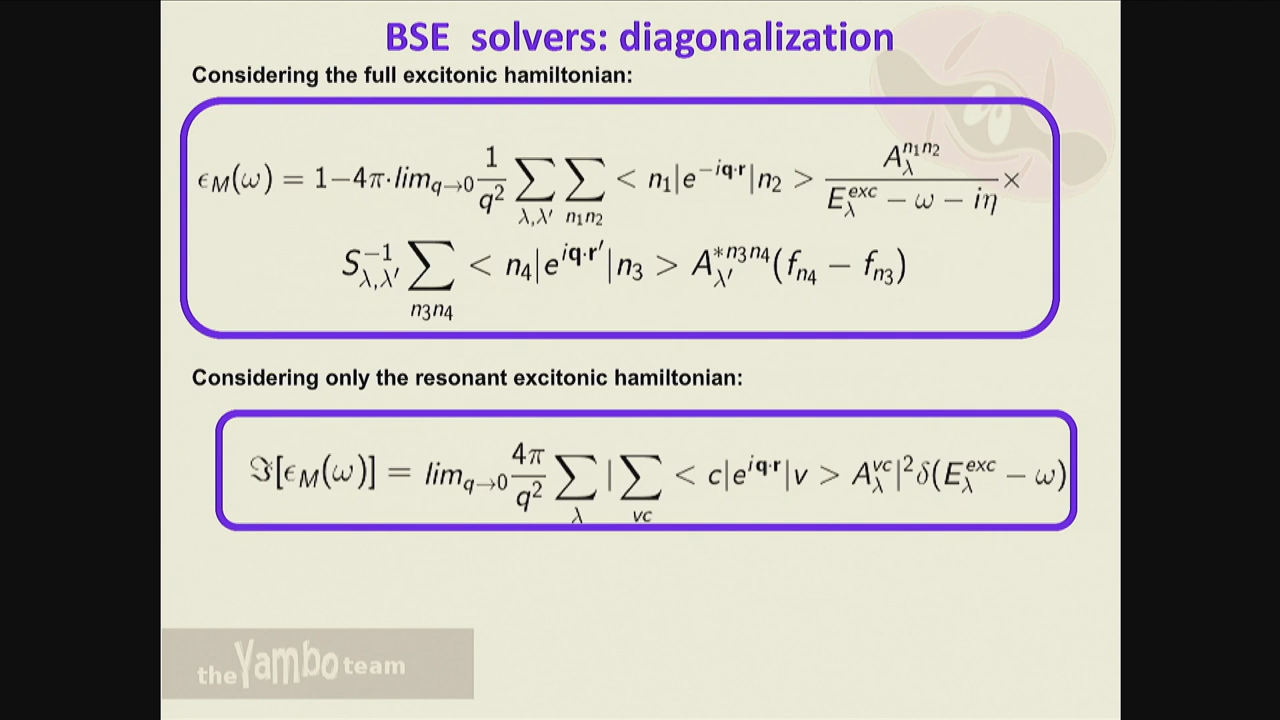 BSE solvers: diagonalization
Considering the full excitonic hamiltonian:
ϵ_M(ω) = 1−4π·lim_{q→0} \frac{1}{q²} ∑_{λ,λ′} ∑_{n₁n₂} < n₁|e^{−i𝐪·𝐫}|n₂ > \frac{A_λ^{n₁n₂}}{E_λ^{exc} − ω − iη} ×
S^{−1}_{λ,λ′} ∑_{n3n4} < n₄|e^{i𝐪·𝐫′}|n₃ > A_{λ′}^{*n3n4}(f_{n₄} − f_{n₃})
Considering only the resonant excitonic hamiltonian:
ℑ[ϵ_M(ω)] = lim_{q→0} \frac{4π}{q²} ∑_λ |∑_{vc} < c|e^{i𝐪·𝐫}|v > A_λ^{vc}|² δ(E_λ^{exc} − ω)
the Yambo team